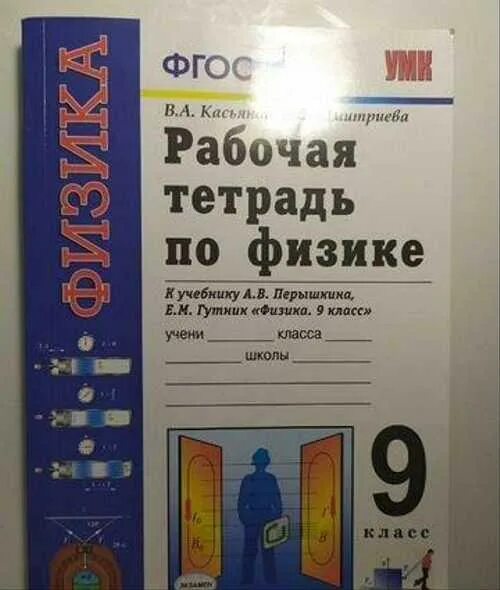 ФИЗИКА
ФГОС
УМК
В.А. Касьянов
Рабочая
тетрадь
по физике
К учебнику А.В. Перышкина,
Е.М. Гутник «Физика. 9 класс»
учени класса
школы
9
класс
ЭКЗАМЕН